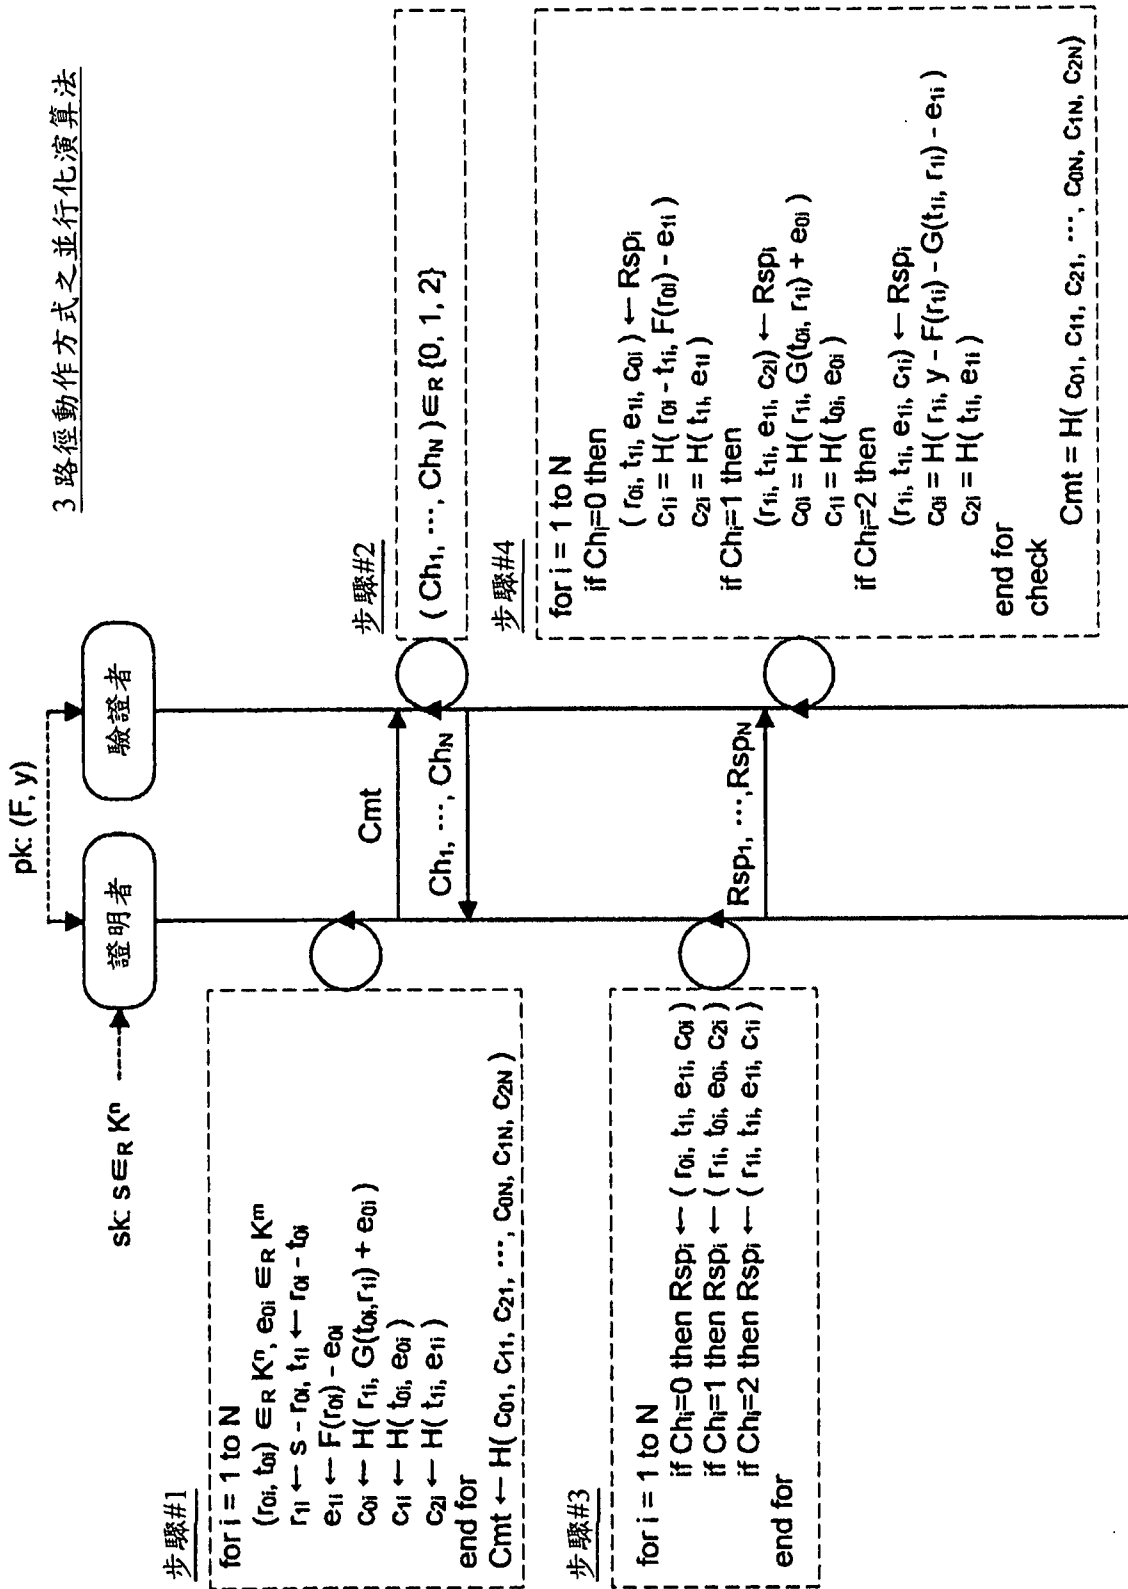 3路徑動作方式之並行化演算法
pk: (F, y)
sk: s ∈R Kⁿ
證明者
驗證者
步驟#1
for i = 1 to N
(r0i, t0i) ∈R Kⁿ, e0i ∈R Kᵐ
r1i ← s - r0i, t1i ← r0i - t0i
e1i ← F(r0i) - e0i
c0i ← H( r1i, G(t0i,r1i) + e0i )
c1i ← H( t0i, e0i )
c2i ← H( t1i, e1i )
end for
Cmt ← H( c01, c11, c21, ⋯, c0N, c1N, c2N )
Cmt
步驟#2
( Ch1, ⋯, ChN ) ∈R {0, 1, 2}
Ch1, ⋯, ChN
步驟#3
for i = 1 to N
if Chi=0 then Rspi ← ( r0i, t1i, e1i, c0i )
if Chi=1 then Rspi ← ( r1i, t0i, e0i, c2i )
if Chi=2 then Rspi ← ( r1i, t1i, e1i, c1i )
end for
Rsp1, ⋯,RspN
步驟#4
for i = 1 to N
if Chi=0 then
( r0i, t1i, e1i, c0i ) ← Rspi
c1i = H( r0i - t1i, F(r0i) - e1i )
c2i = H( t1i, e1i )
if Chi=1 then
(r1i, t1i, e1i, c2i) ← Rspi
c0i = H( r1i, G(t0i, r1i) + e0i )
c1i = H( t0i, e0i )
if Chi=2 then
(r1i, t1i, e1i, c1i) ← Rspi
c0i = H( r1i, y - F(r1i) - G(t1i, r1i) - e1i )
c2i = H( t1i, e1i )
end for
check
Cmt = H( c01, c11, c21, ⋯, c0N, c1N, c2N)